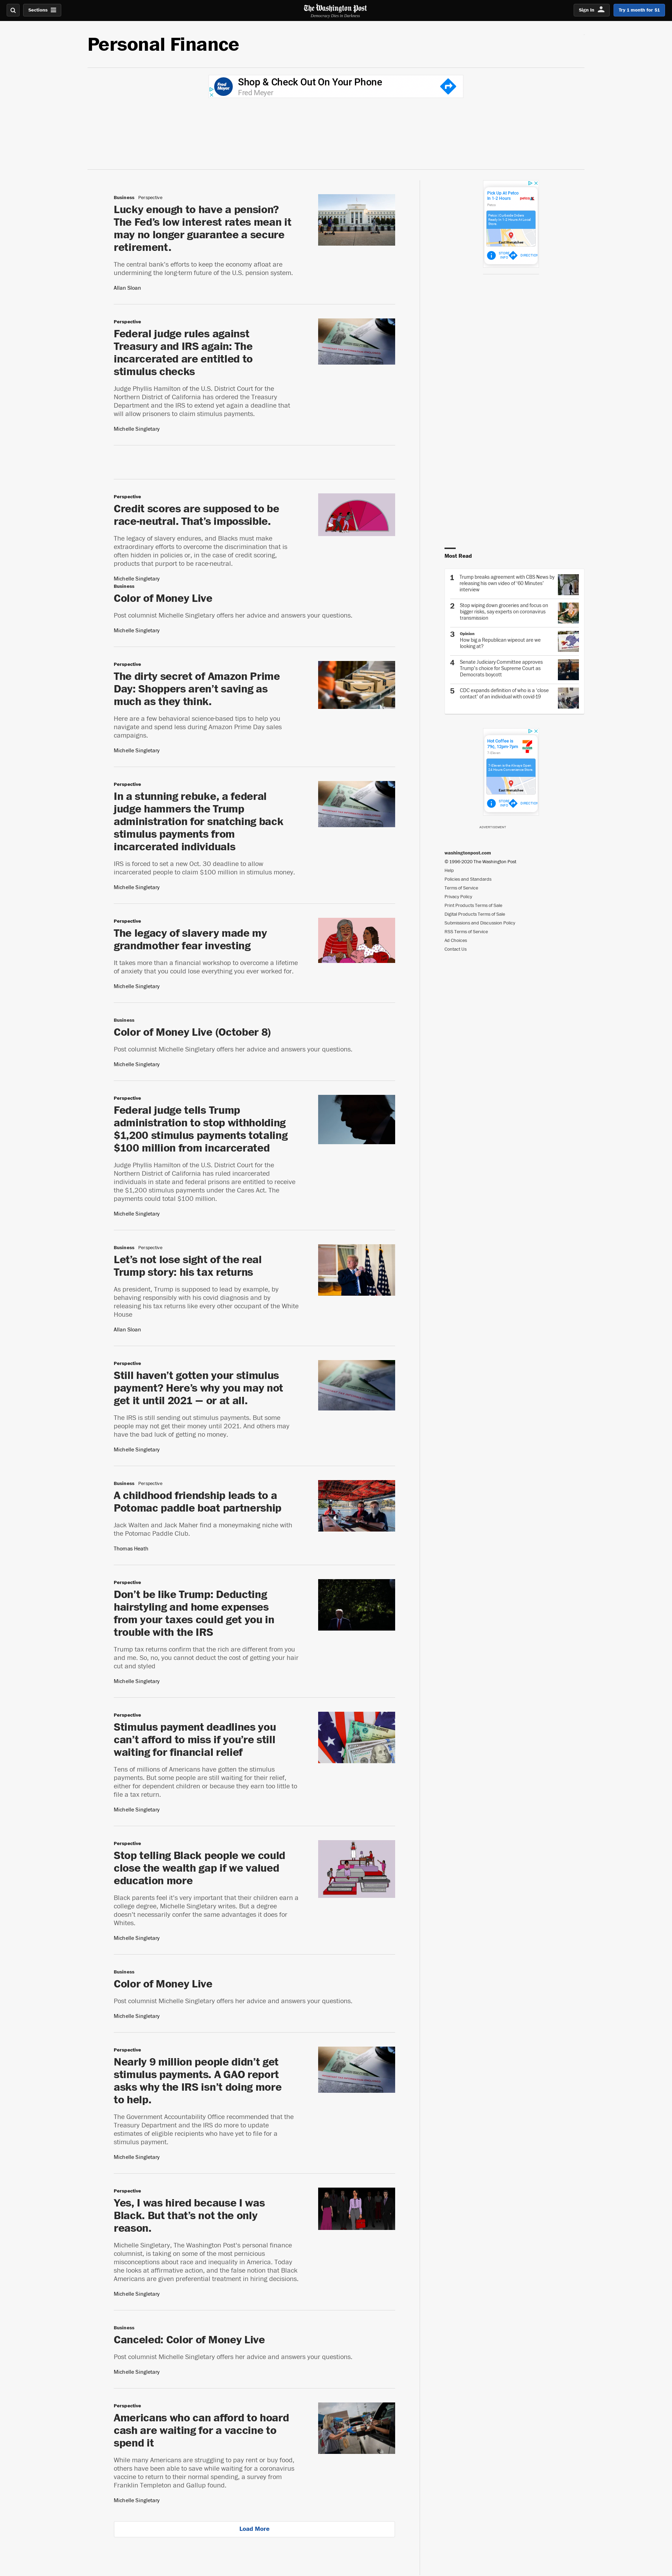 Sections
The Washington Post
Democracy Dies in Darkness
Sign In
Try 1 month for $1
Personal Finance
Shop & Check Out On Your Phone
Fred Meyer
Business Perspective
Lucky enough to have a pension?
The Fed's low interest rates mean it
may no longer guarantee a secure
retirement.
The central bank's efforts to keep the economy afloat are
undermining the long-term future of the U.S. pension system.
Allan Sloan
Perspective
Federal judge rules against
Treasury and IRS again: The
incarcerated are entitled to
stimulus checks
Judge Phyllis Hamilton of the U.S. District Court for the
Northern District of California has ordered the Treasury
Department and the IRS to extend yet again a deadline that
will allow prisoners to claim stimulus payments.
Michelle Singletary
Perspective
Credit scores are supposed to be
race-neutral. That's impossible.
The legacy of slavery endures, and Blacks must make
extraordinary efforts to overcome the discrimination that is
often hidden in policies or, in the case of credit scoring,
products that purport to be race-neutral.
Michelle Singletary
Business
Color of Money Live
Post columnist Michelle Singletary offers her advice and answers your questions.
Michelle Singletary
Perspective
The dirty secret of Amazon Prime
Day: Shoppers aren't saving as
much as they think.
Here are a few behavioral science-based tips to help you
navigate and spend less during Amazon Prime Day sales
campaigns.
Michelle Singletary
Perspective
In a stunning rebuke, a federal
judge hammers the Trump
administration for snatching back
stimulus payments from
incarcerated individuals
IRS is forced to set a new Oct. 30 deadline to allow
incarcerated people to claim $100 million in stimulus money.
Michelle Singletary
Perspective
The legacy of slavery made my
grandmother fear investing
It takes more than a financial workshop to overcome a lifetime
of anxiety that you could lose everything you ever worked for.
Michelle Singletary
Business
Color of Money Live (October 8)
Post columnist Michelle Singletary offers her advice and answers your questions.
Michelle Singletary
Perspective
Federal judge tells Trump
administration to stop withholding
$1,200 stimulus payments totaling
$100 million from incarcerated
Judge Phyllis Hamilton of the U.S. District Court for the
Northern District of California has ruled incarcerated
individuals in state and federal prisons are entitled to receive
the $1,200 stimulus payments under the Cares Act. The
payments could total $100 million.
Michelle Singletary
Business Perspective
Let's not lose sight of the real
Trump story: his tax returns
As president, Trump is supposed to lead by example, by
behaving responsibly with his covid diagnosis and by
releasing his tax returns like every other occupant of the White
House
Allan Sloan
Perspective
Still haven't gotten your stimulus
payment? Here's why you may not
get it until 2021 — or at all.
The IRS is still sending out stimulus payments. But some
people may not get their money until 2021. And others may
have the bad luck of getting no money.
Michelle Singletary
Business Perspective
A childhood friendship leads to a
Potomac paddle boat partnership
Jack Walten and Jack Maher find a moneymaking niche with
the Potomac Paddle Club.
Thomas Heath
Perspective
Don't be like Trump: Deducting
hairstyling and home expenses
from your taxes could get you in
trouble with the IRS
Trump tax returns confirm that the rich are different from you
and me. So, no, you cannot deduct the cost of getting your hair
cut and styled
Michelle Singletary
Perspective
Stimulus payment deadlines you
can't afford to miss if you're still
waiting for financial relief
Tens of millions of Americans have gotten the stimulus
payments. But some people are still waiting for their relief,
either for dependent children or because they earn too little to
file a tax return.
Michelle Singletary
Perspective
Stop telling Black people we could
close the wealth gap if we valued
education more
Black parents feel it's very important that their children earn a
college degree, Michelle Singletary writes. But a degree
doesn't necessarily confer the same advantages it does for
Whites.
Michelle Singletary
Business
Color of Money Live
Post columnist Michelle Singletary offers her advice and answers your questions.
Michelle Singletary
Perspective
Nearly 9 million people didn't get
stimulus payments. A GAO report
asks why the IRS isn't doing more
to help.
The Government Accountability Office recommended that the
Treasury Department and the IRS do more to update
estimates of eligible recipients who have yet to file for a
stimulus payment.
Michelle Singletary
Perspective
Yes, I was hired because I was
Black. But that's not the only
reason.
Michelle Singletary, The Washington Post's personal finance
columnist, is taking on some of the most pernicious
misconceptions about race and inequality in America. Today
she looks at affirmative action, and the false notion that Black
Americans are given preferential treatment in hiring decisions.
Michelle Singletary
Business
Canceled: Color of Money Live
Post columnist Michelle Singletary offers her advice and answers your questions.
Michelle Singletary
Perspective
Americans who can afford to hoard
cash are waiting for a vaccine to
spend it
While many Americans are struggling to pay rent or buy food,
others have been able to save while waiting for a coronavirus
vaccine to return to their normal spending, a survey from
Franklin Templeton and Gallup found.
Michelle Singletary
Load More
Pick Up At Petco
in 1-2 Hours
Petco
petco
East Wenatchee
STORE
INFO
Most Read
1 Trump breaks agreement with CBS News by
releasing his own video of '60 Minutes'
interview
2 Stop wiping down groceries and focus on
bigger risks, say experts on coronavirus
transmission
3 Opinion
How big a Republican wipeout are we
looking at?
4 Senate Judiciary Committee approves
Trump's choice for Supreme Court as
Democrats boycott
5 CDC expands definition of who is a 'close
contact' of an individual with covid-19
Hot Coffee is
79¢, 12pm-7pm
7-Eleven
East Wenatchee
STORE
INFO
ADVERTISEMENT
washingtonpost.com
© 1996-2020 The Washington Post
Help
Policies and Standards
Terms of Service
Privacy Policy
Print Products Terms of Sale
Digital Products Terms of Sale
Submissions and Discussion Policy
RSS Terms of Service
Ad Choices
Contact Us